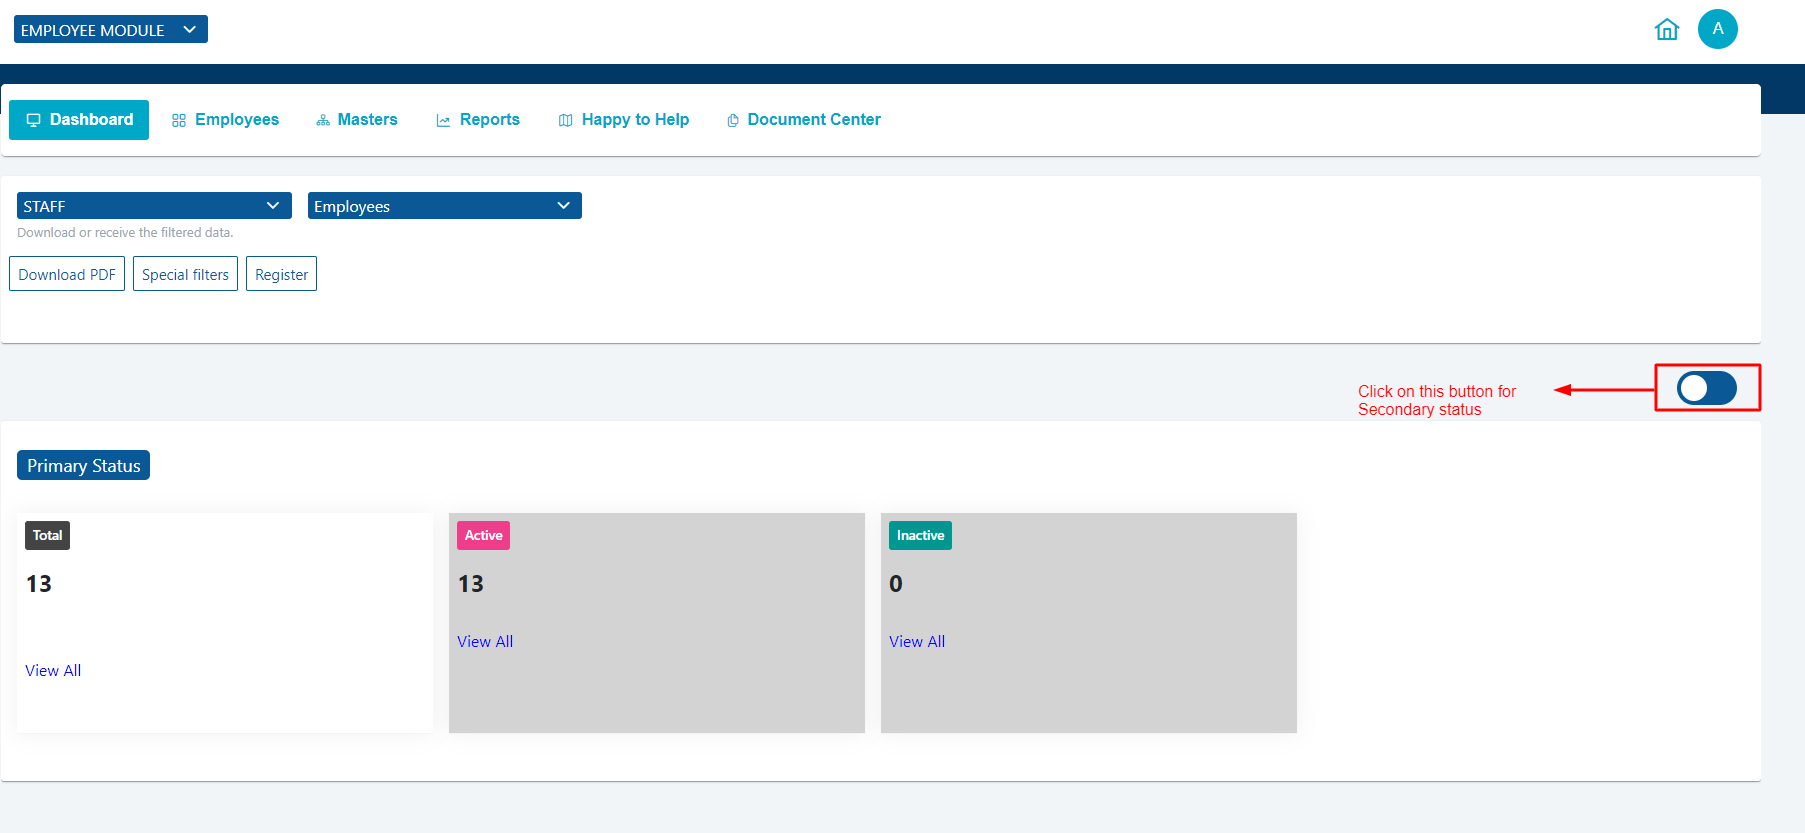 EMPLOYEE MODULE
A
Dashboard
Employees
Masters
Reports
Happy to Help
Document Center
STAFF
Employees
Download or receive the filtered data.
Download PDF
Special filters
Register
Click on this button for
Secondary status
Primary Status
Total
Active
Inactive
13
13
0
View All
View All
View All